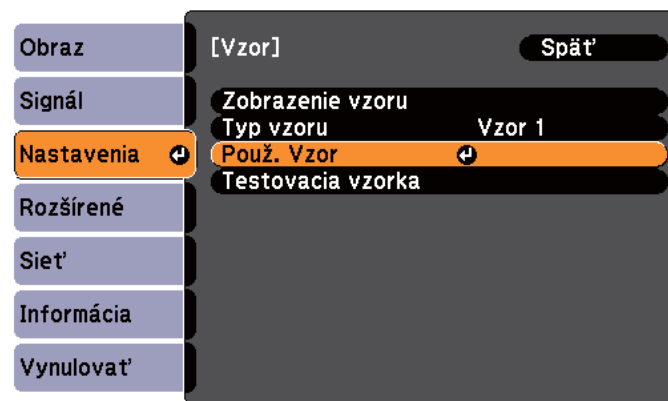 Obraz
Signál
Nastavenia
Rozšírené
Sieť
Informácia
Vynulovať
[Vzor] Späť
Zobrazenie vzoru
Typ vzoru Vzor 1
Použ. Vzor
Testovacia vzorka